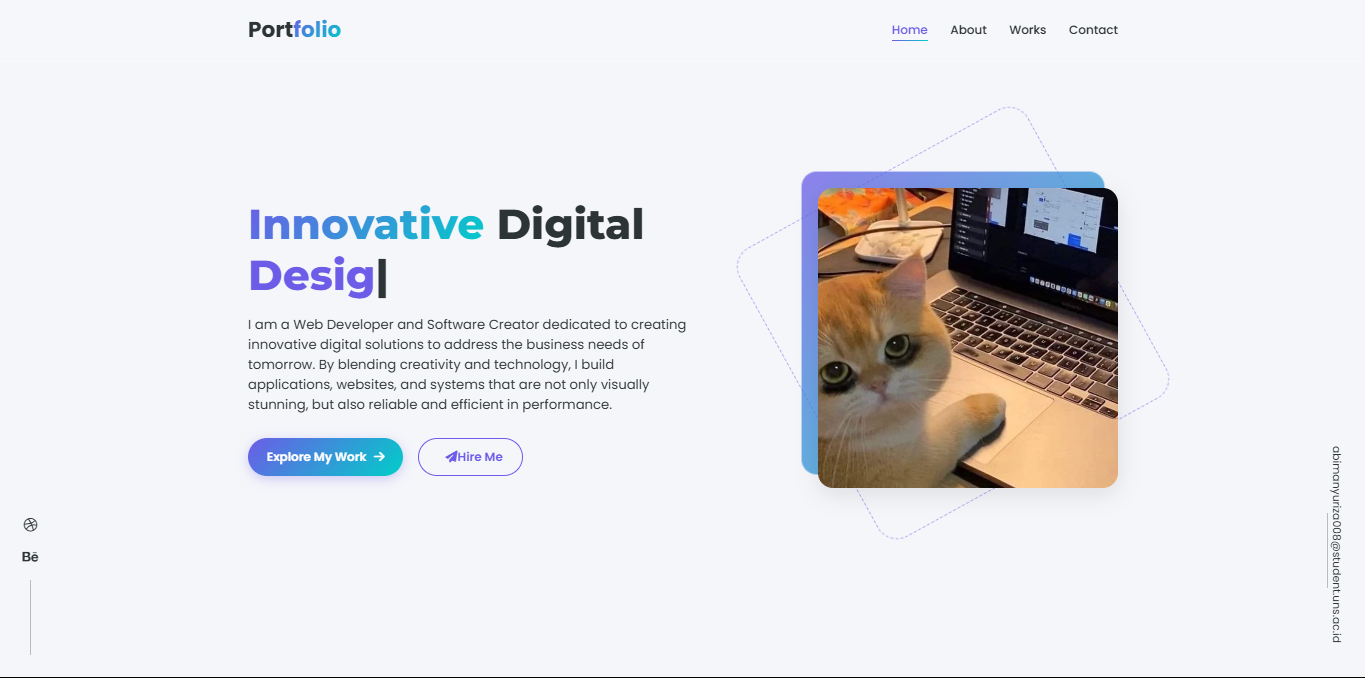 Portfolio
Home About Works Contact
Innovative Digital
Desig|
I am a Web Developer and Software Creator dedicated to creating
innovative digital solutions to address the business needs of
tomorrow. By blending creativity and technology, I build
applications, websites, and systems that are not only visually
stunning, but also reliable and efficient in performance.
Explore My Work →
Hire Me
Bē
abimanyuriza008@student.uns.ac.id